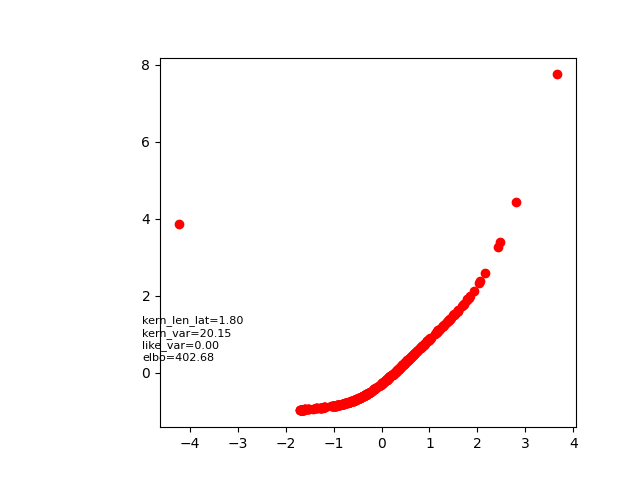 8
6
4
2
0
kern_len_lat=1.80
kern_var=20.15
like_var=0.00
elbo=402.68
−4 −3 −2 −1 0 1 2 3 4